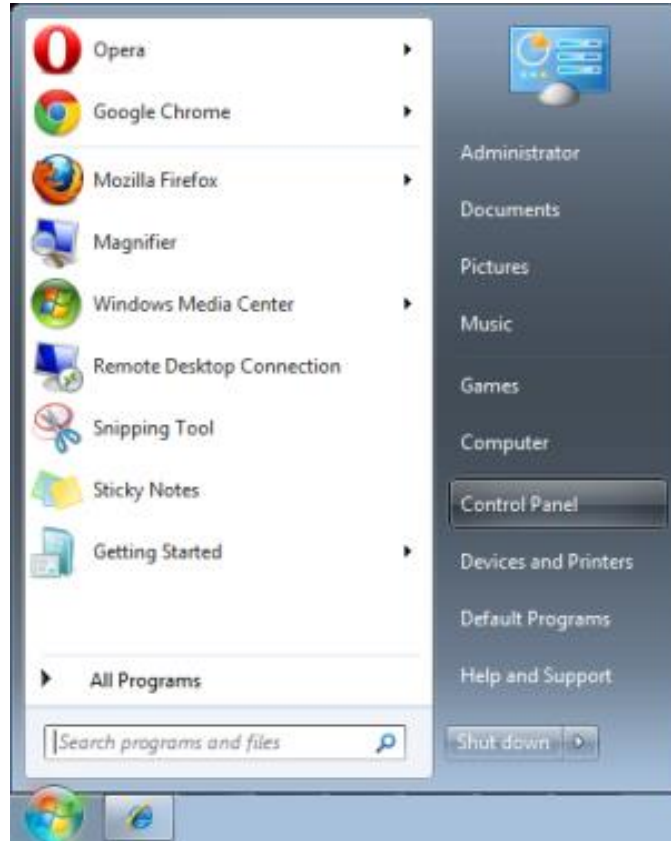 Opera
Google Chrome
Mozilla Firefox
Magnifier
Windows Media Center
Remote Desktop Connection
Snipping Tool
Sticky Notes
Getting Started
All Programs
Search programs and files
Administrator
Documents
Pictures
Music
Games
Computer
Control Panel
Devices and Printers
Default Programs
Help and Support
Shut down